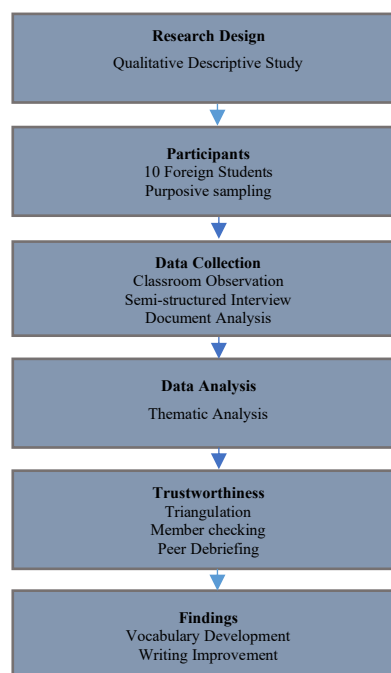 Research Design
Qualitative Descriptive Study
Participants
10 Foreign Students
Purposive sampling
Data Collection
Classroom Observation
Semi-structured Interview
Document Analysis
Data Analysis
Thematic Analysis
Trustworthiness
Triangulation
Member checking
Peer Debriefing
Findings
Vocabulary Development
Writing Improvement